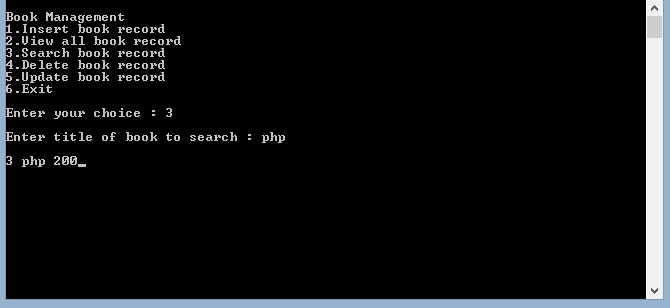 Book Management
1.Insert book record
2.View all book record
3.Search book record
4.Delete book record
5.Update book record
6.Exit
Enter your choice : 3
Enter title of book to search : php
3 php 200_